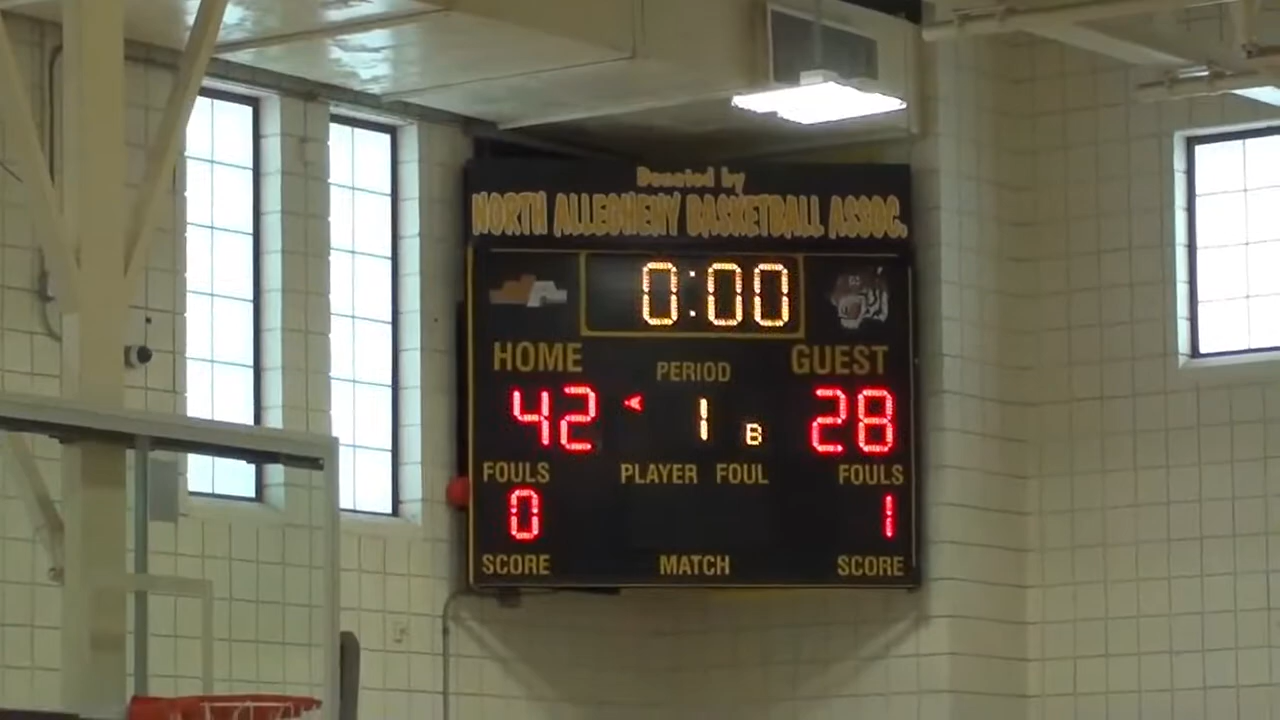 Donated by
NORTH ALLEGHENY BASKETBALL ASSOC.
0:00
HOME PERIOD GUEST
42 1 B 28
FOULS PLAYER FOUL FOULS
0 1
SCORE MATCH SCORE